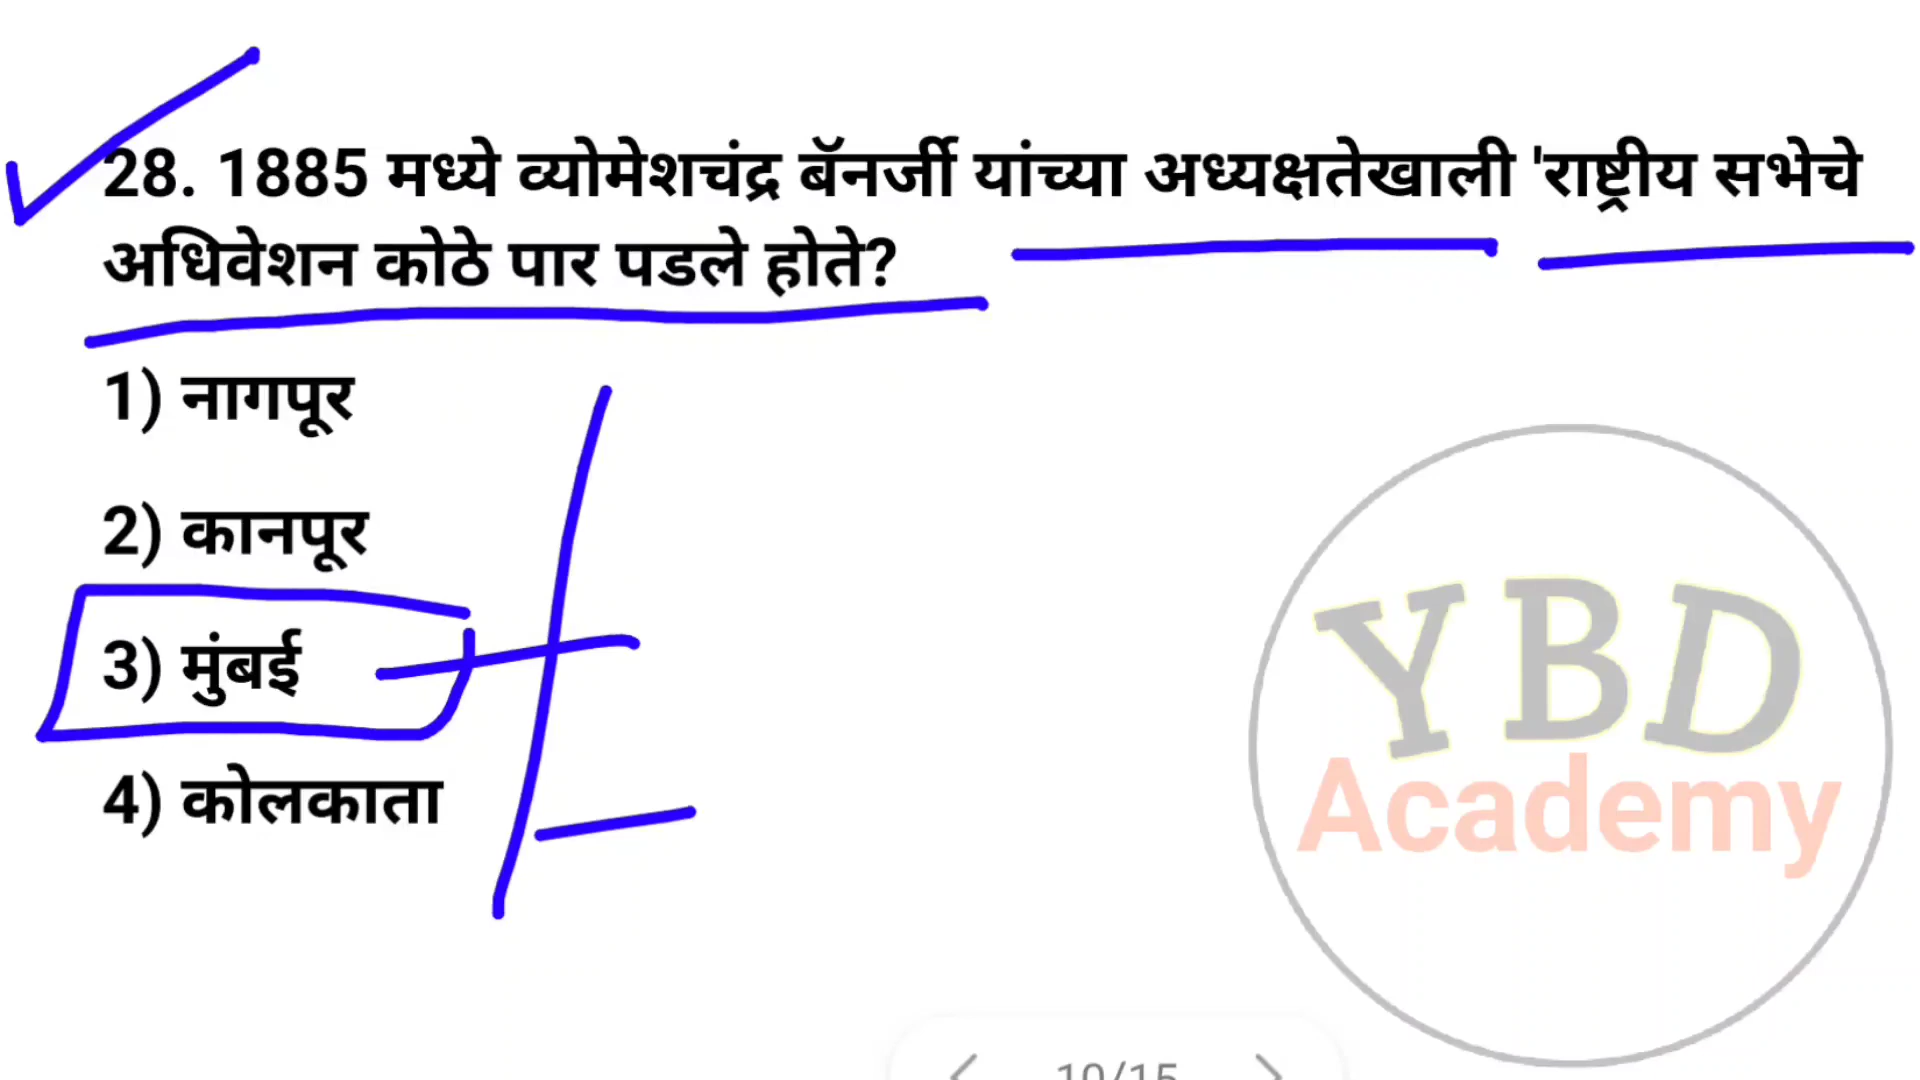 28. 1885 मध्ये व्योमेशचंद्र बॅनर्जी यांच्या अध्यक्षतेखाली 'राष्ट्रीय सभेचे
अधिवेशन कोठे पार पडले होते?
1) नागपूर
2) कानपूर
3) मुंबई
4) कोलकाता
YBD
Academy
10/15